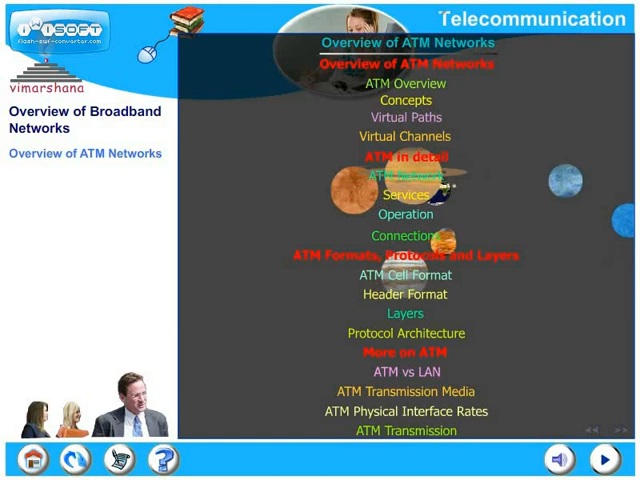 iWiSOFT
flash-swf-converter.com
Telecommunication
vimarshana
Overview of Broadband
Networks
Overview of ATM Networks
Overview of ATM Networks
Overview of ATM Networks
ATM Overview
Concepts
Virtual Paths
Virtual Channels
ATM in detail
ATM Network
Services
Operation
Connections
ATM Formats, Protocols and Layers
ATM Cell Format
Header Format
Layers
Protocol Architecture
More on ATM
ATM vs LAN
ATM Transmission Media
ATM Physical Interface Rates
ATM Transmission